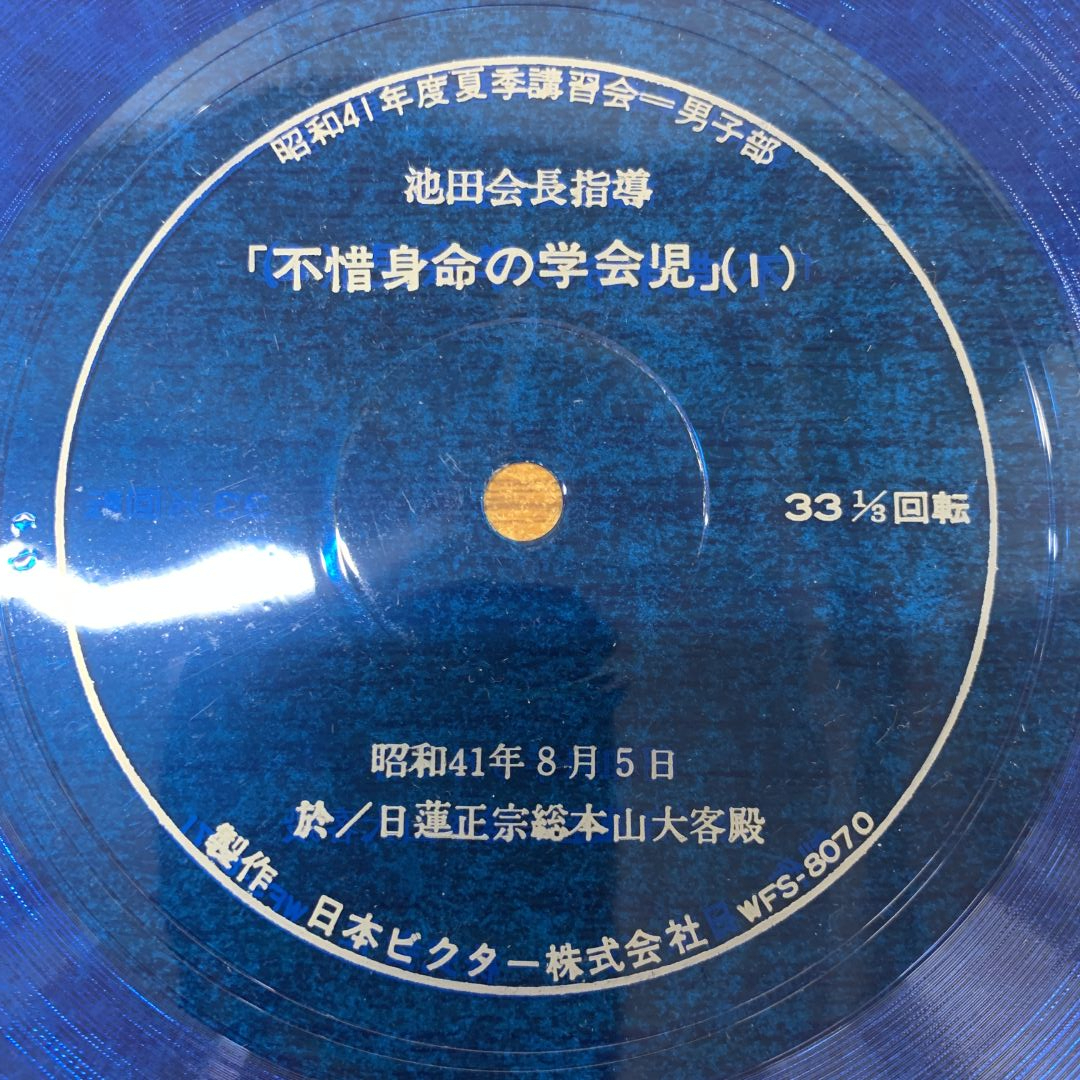 昭和41年度夏季講習会＝男子部
池田会長指導
「不惜身命の学会児」(1)
33⅓回転
昭和41年8月5日
於／日蓮正宗総本山大客殿
製作 日本ビクター株式会社 WFS-8070